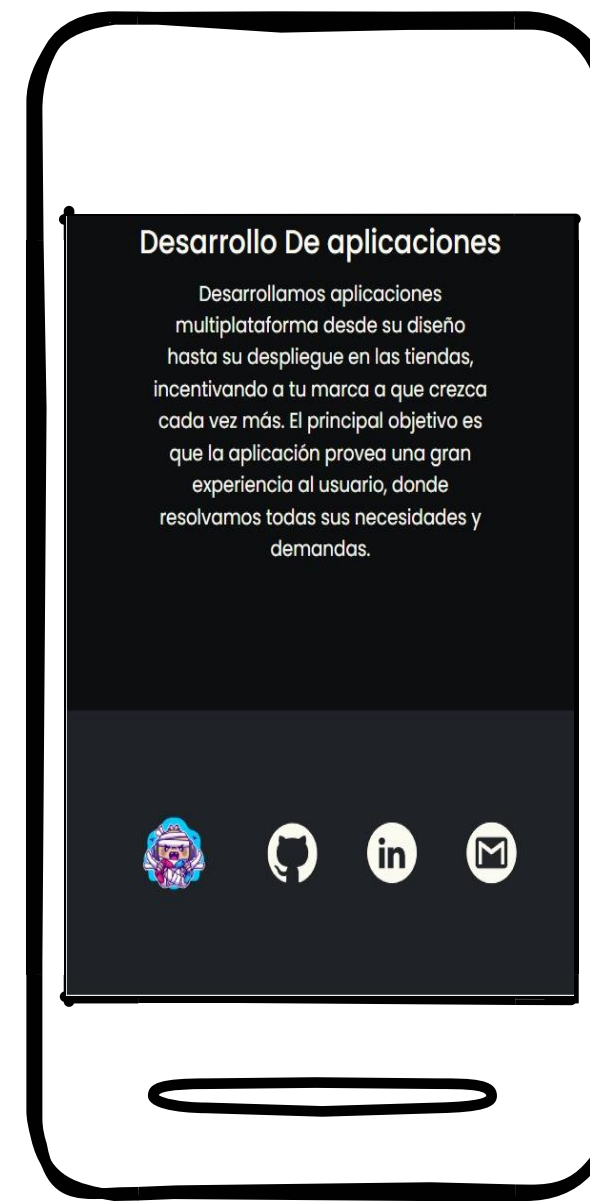 Desarrollo De aplicaciones
Desarrollamos aplicaciones
multiplataforma desde su diseño
hasta su despliegue en las tiendas,
incentivando a tu marca a que crezca
cada vez más. El principal objetivo es
que la aplicación provea una gran
experiencia al usuario, donde
resolvamos todas sus necesidades y
demandas.
in